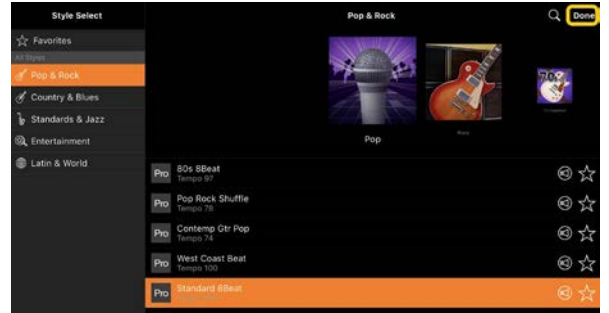 Style Select
Pop & Rock
Done
Favorites
All Styles
Pop & Rock
Country & Blues
Standards & Jazz
Entertainment
Latin & World
70s
Pop
Pro
80s 8Beat
Tempo 97
Pro
Pop Rock Shuffle
Tempo 78
Pro
Contemp Gtr Pop
Tempo 74
Pro
West Coast Beat
Tempo 100
Pro
Standard 8Beat